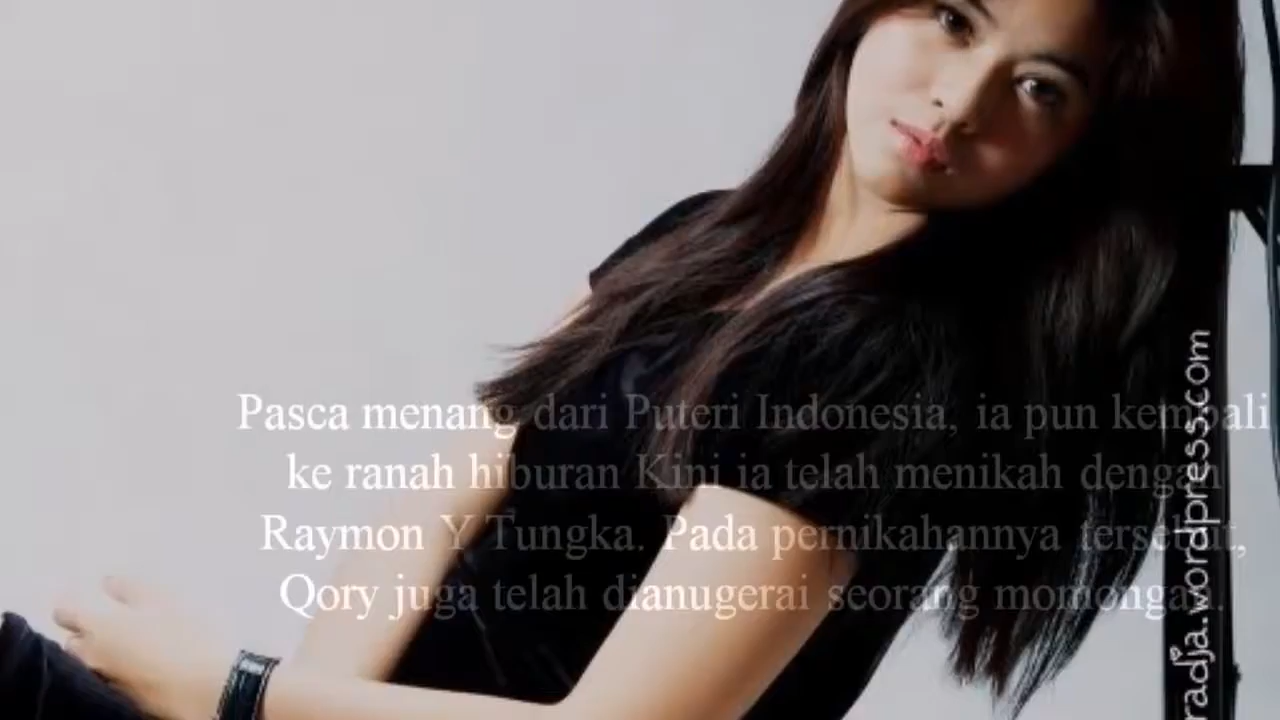 Pasca menang dari Puteri Indonesia, ia pun kembali
ke ranah hiburan Kini ia telah menikah dengan
Raymon Y Tungka. Pada pernikahannya tersebut,
Qory juga telah dianugerai seorang momongan.
radja.wordpress.com